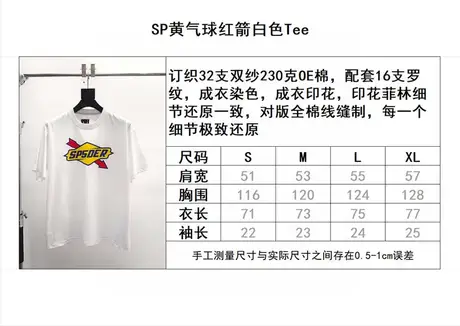 SP黄气球红箭白色Tee
订织32支双纱230克OE棉，配套16支罗
纹，成衣染色，成衣印花，印花菲林细
节还原一致，对版全棉线缝制，每一个
细节极致还原
SP5DER
尺码 S M L XL
肩宽 51 53 55 57
胸围 116 120 124 128
衣长 71 73 75 77
袖长 22 23 24 25
手工测量尺寸与实际尺寸之间存在0.5-1cm误差